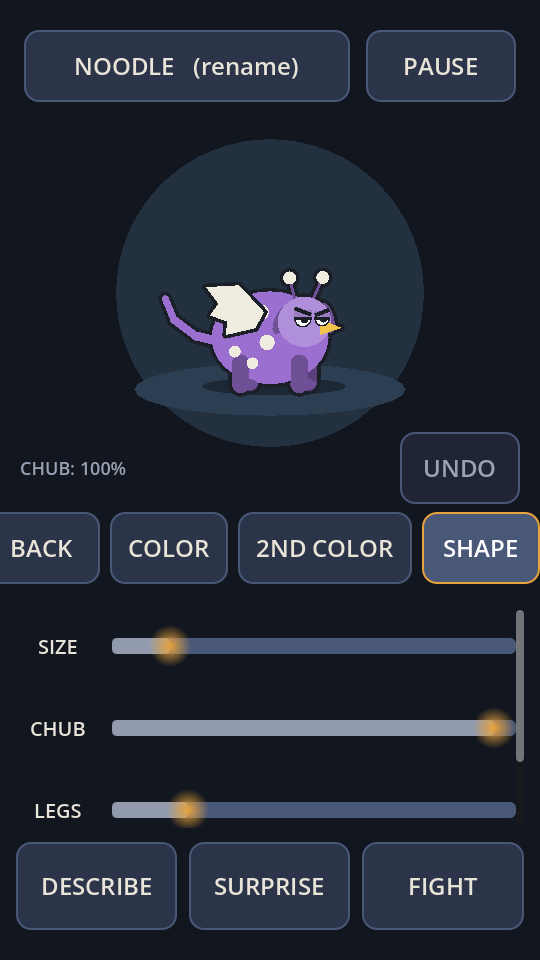 NOODLE (rename)
PAUSE
CHUB: 100%
UNDO
BACK
COLOR
2ND COLOR
SHAPE
SIZE
CHUB
LEGS
DESCRIBE
SURPRISE
FIGHT